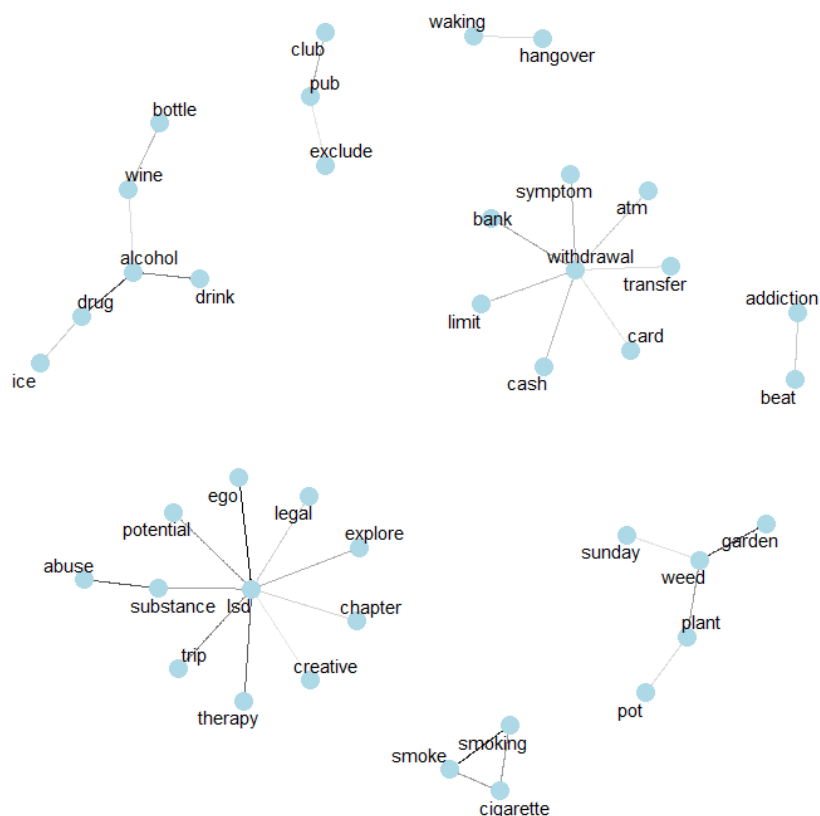 waking
club
hangover
pub
bottle
exclude
wine
symptom
atm
bank
alcohol
withdrawal
drug
drink
transfer
addiction
limit
card
ice
cash
beat
ego
legal
potential
explore
garden
sunday
abuse
weed
substance
lsd
chapter
plant
trip
creative
therapy
pot
smoking
smoke
cigarette